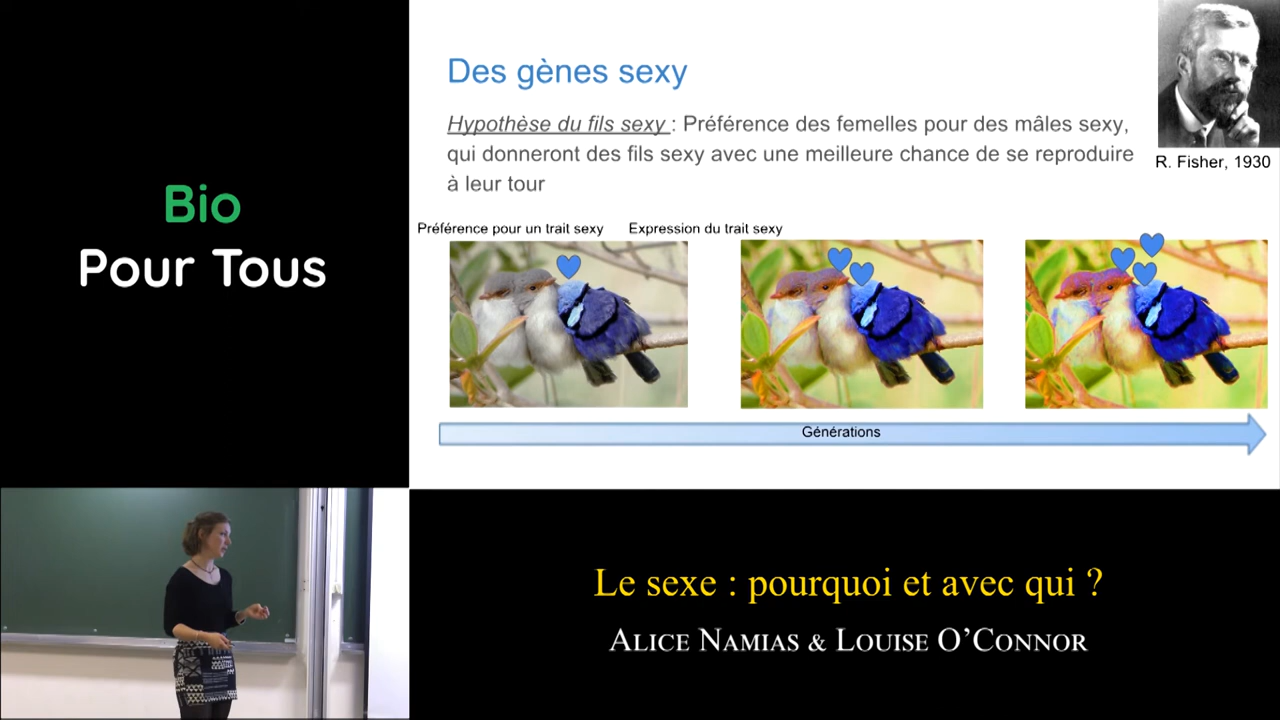 Bio
Pour Tous
Des gènes sexy
Hypothèse du fils sexy : Préférence des femelles pour des mâles sexy,
qui donneront des fils sexy avec une meilleure chance de se reproduire
à leur tour
R. Fisher, 1930
Préférence pour un trait sexy
Expression du trait sexy
Générations
Le sexe : pourquoi et avec qui ?
ALICE NAMIAS & LOUISE O'CONNOR